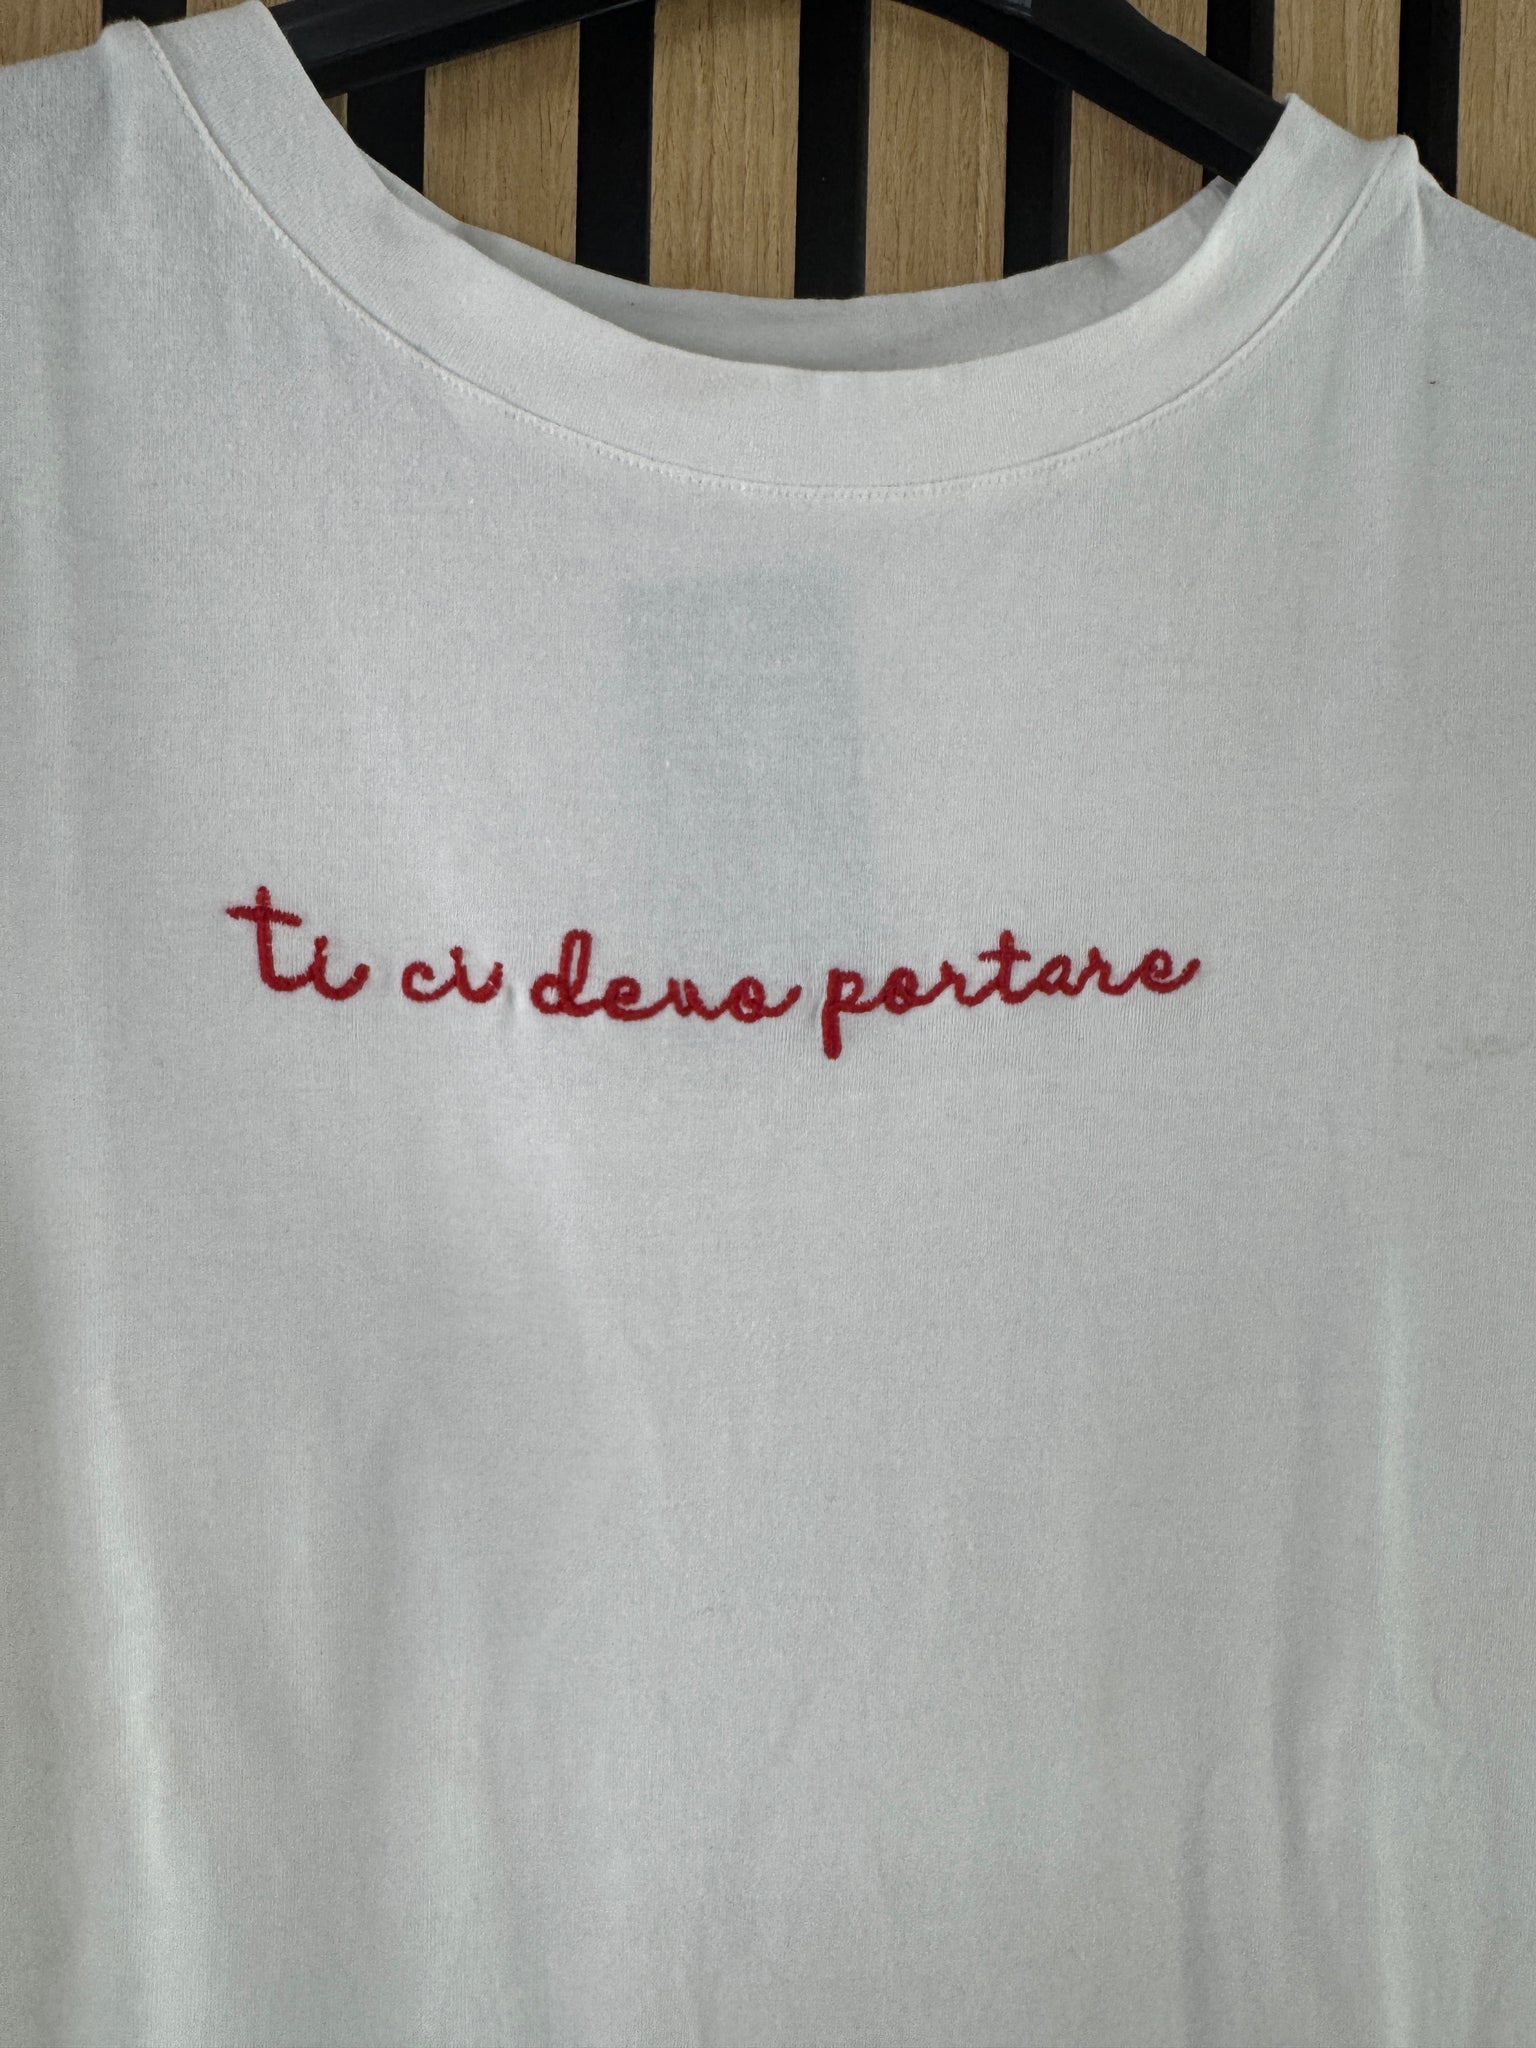 ti ci devo portare